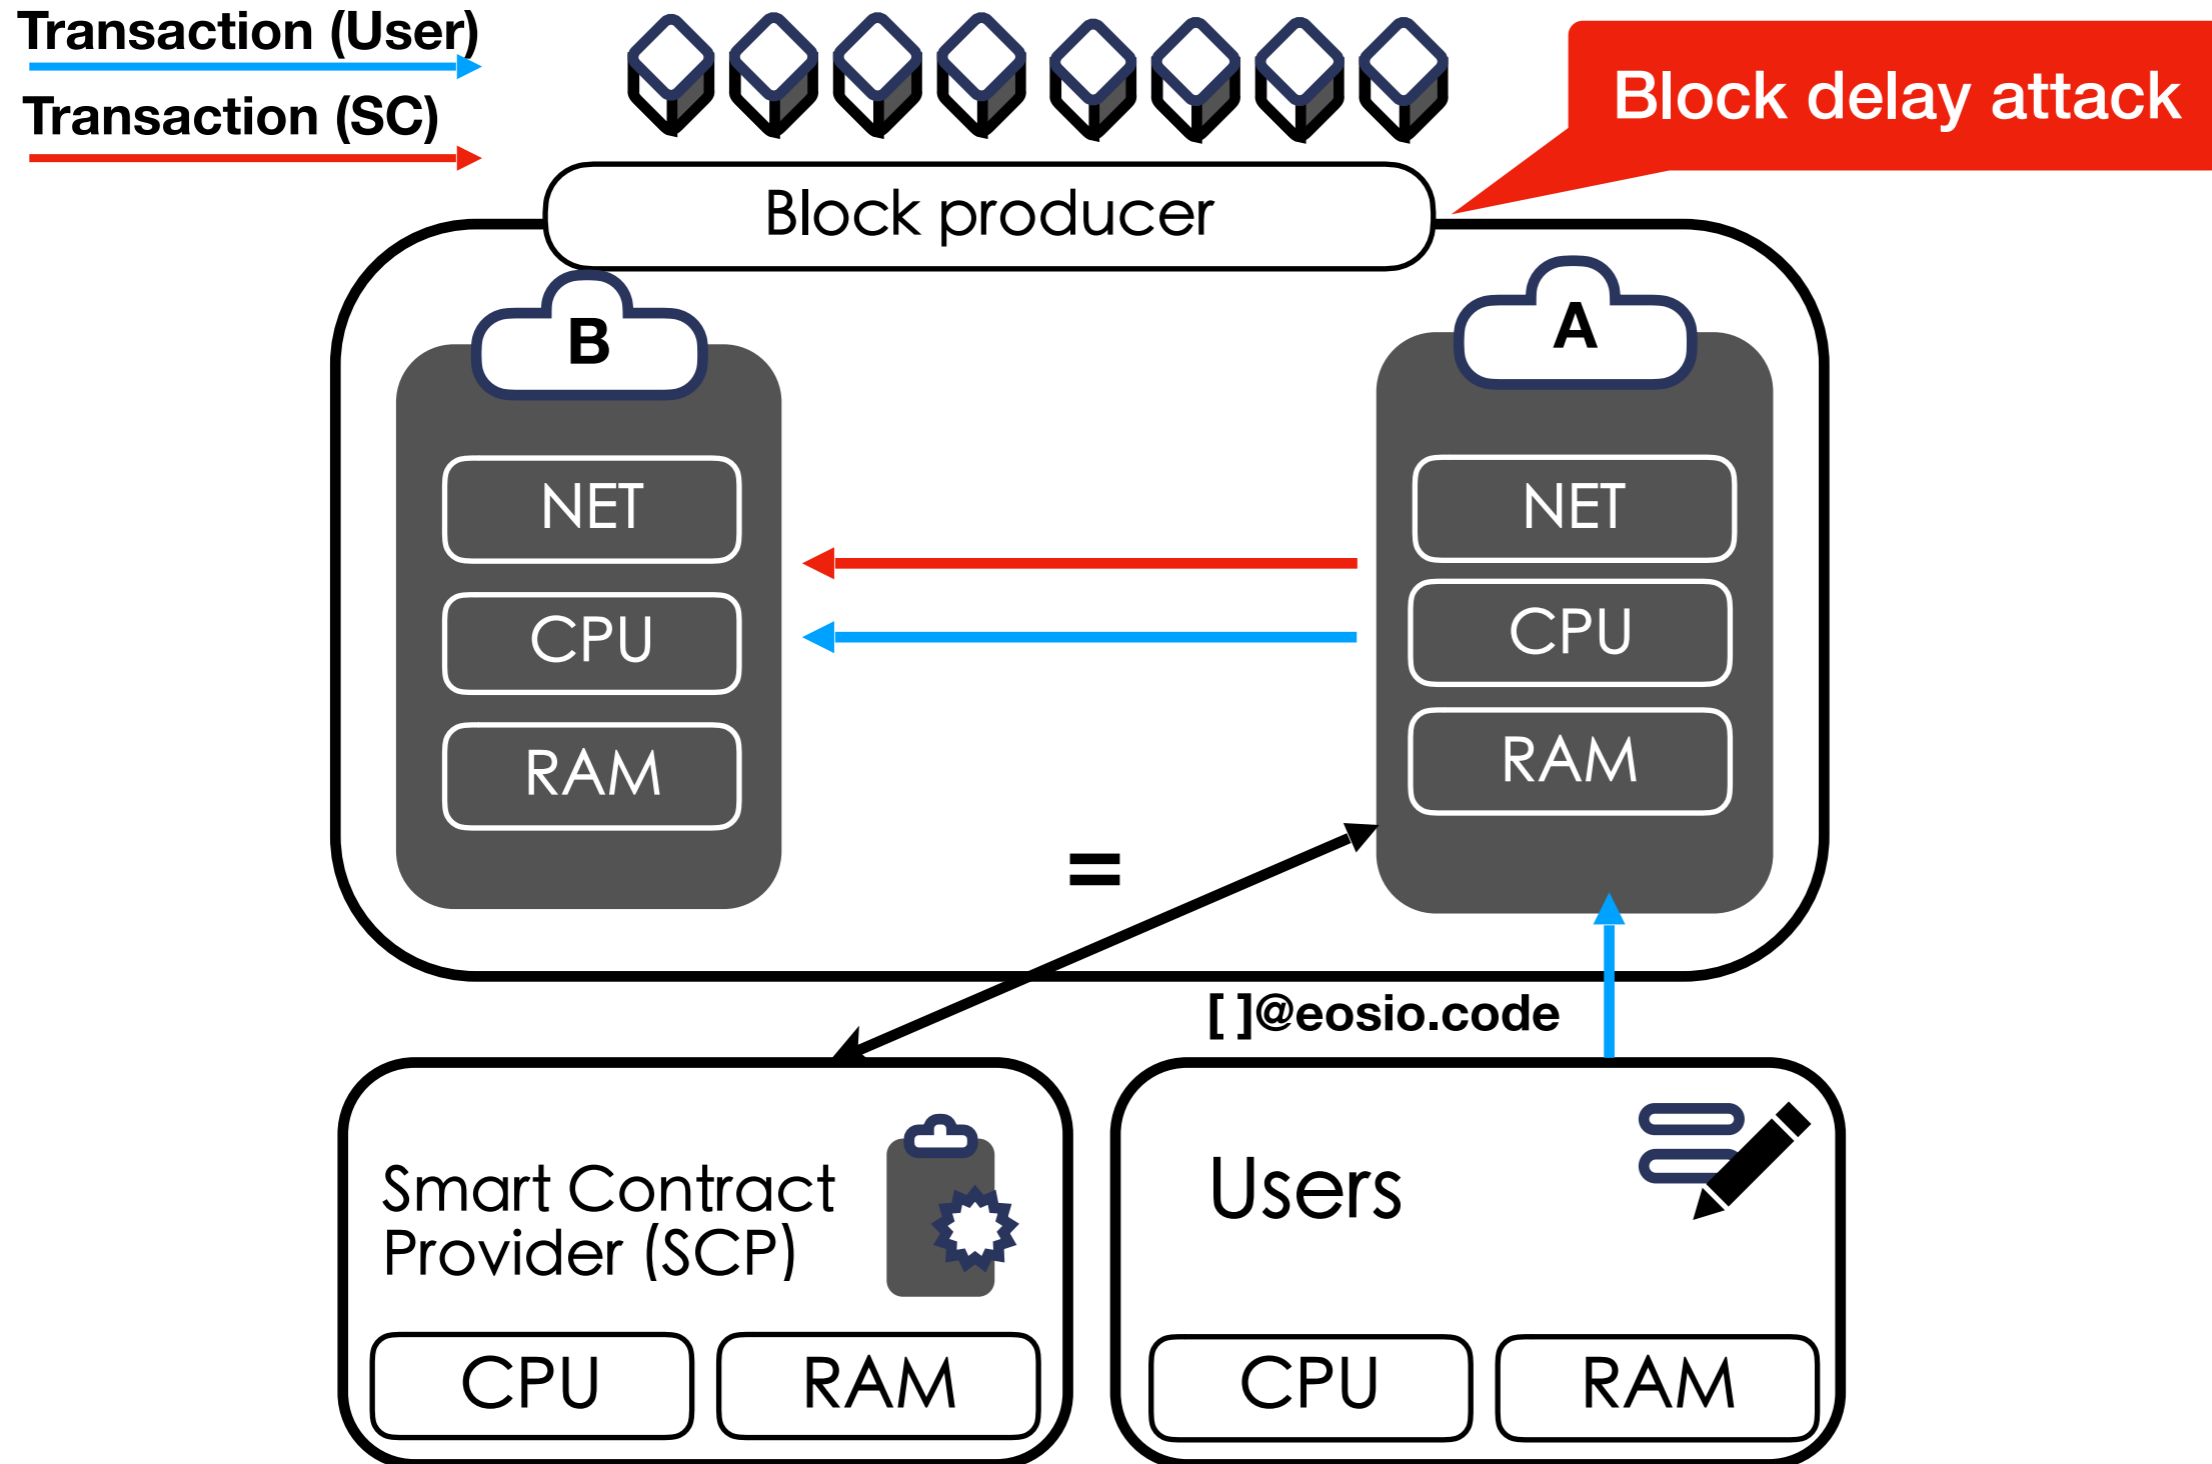 Transaction (User)
Transaction (SC)
Block delay attack
Block producer
B
A
NET
NET
CPU
CPU
RAM
RAM
=
[ ]@eosio.code
Smart Contract
Provider (SCP)
Users
CPU
RAM
CPU
RAM